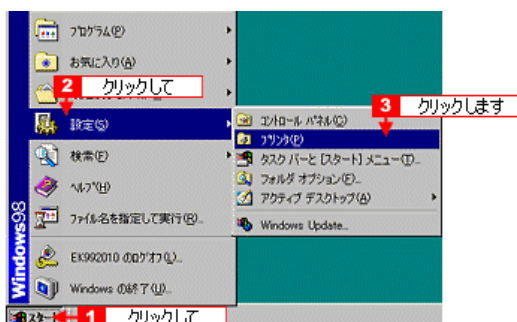 プログラム(P)
お気に入り(A)
2 クリックして
設定(S)
検索(F)
ヘルプ(H)
ファイル名を指定して実行(R)...
EK992010 のログオフ(L)...
Windows の終了(U)...
Windows98
スタート
1 クリックして
3 クリックします
コントロール パネル(C)
プリンタ(P)
タスク バーと [スタート] メニュー(T)...
フォルダ オプション(F)...
アクティブ デスクトップ(A)
Windows Update...